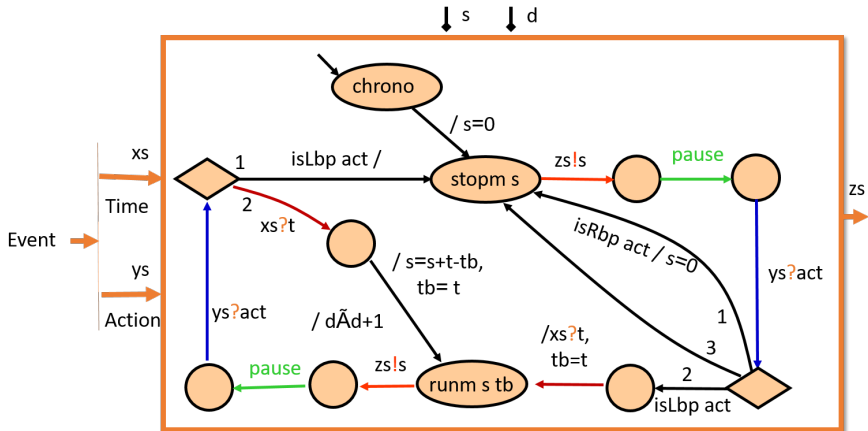 s d
chrono
/ s=0
xs
1
isLbp act /
zs!s
pause
stopm s
zs
2
Time
xs?t
Event
isRbp act / s=0
/ s=s+t-tb,
tb= t
ys
ys?act
ys?act
Action
/ dÃd+1
/xs?t,
tb=t
1
3
pause
zs!s
runm s tb
2
isLbp act